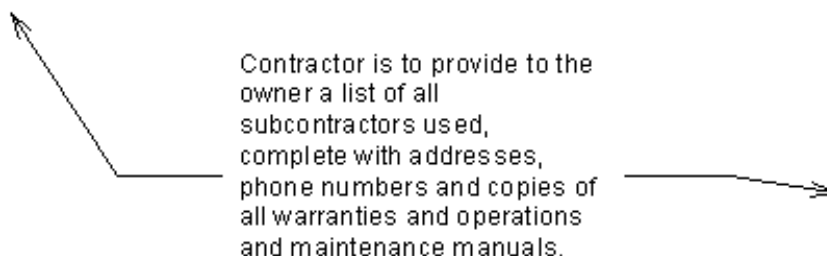 Contractor is to provide to the
owner a list of all
subcontractors used,
complete with addresses,
phone numbers and copies of
all warranties and operations
and maintenance manuals.